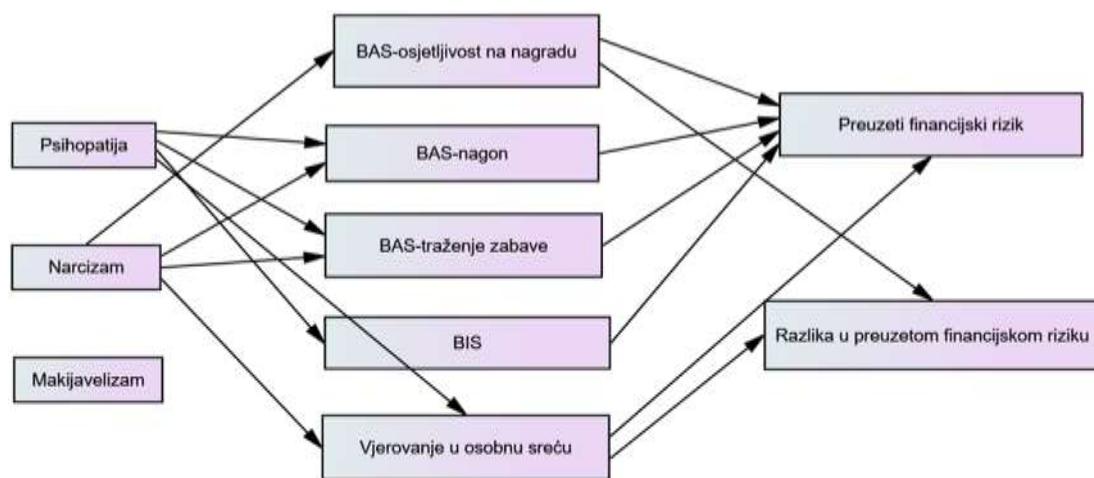 BAS-osjetljivost na nagradu
Preuzeti financijski rizik
Psihopatija
BAS-nagon
BAS-traženje zabave
Narcizam
BIS
Razlika u preuzetom financijskom riziku
Makijavelizam
Vjerovanje u osobnu sreću